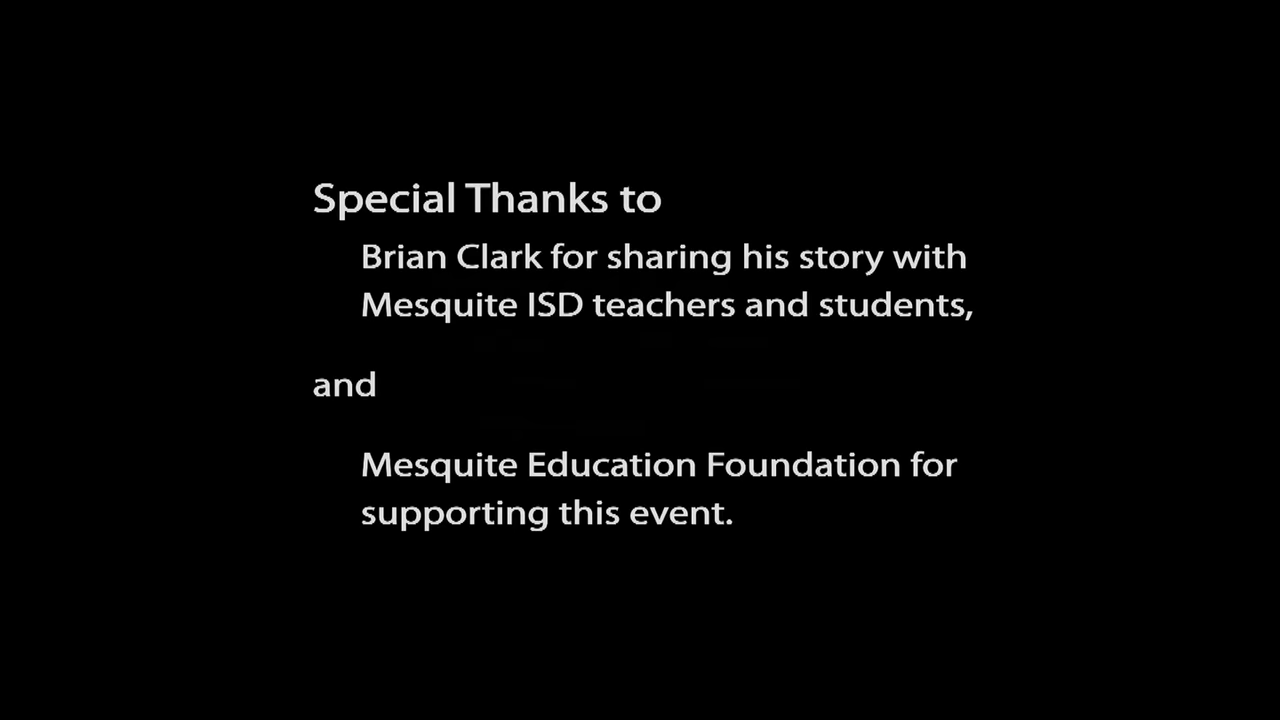 Special Thanks to
Brian Clark for sharing his story with
Mesquite ISD teachers and students,
and
Mesquite Education Foundation for
supporting this event.